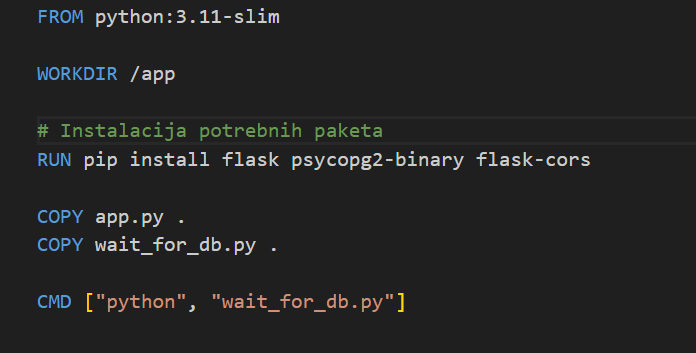 FROM python:3.11-slim
WORKDIR /app
# Instalacija potrebnih paketa
RUN pip install flask psycopg2-binary flask-cors
COPY app.py .
COPY wait_for_db.py .
CMD ["python", "wait_for_db.py"]